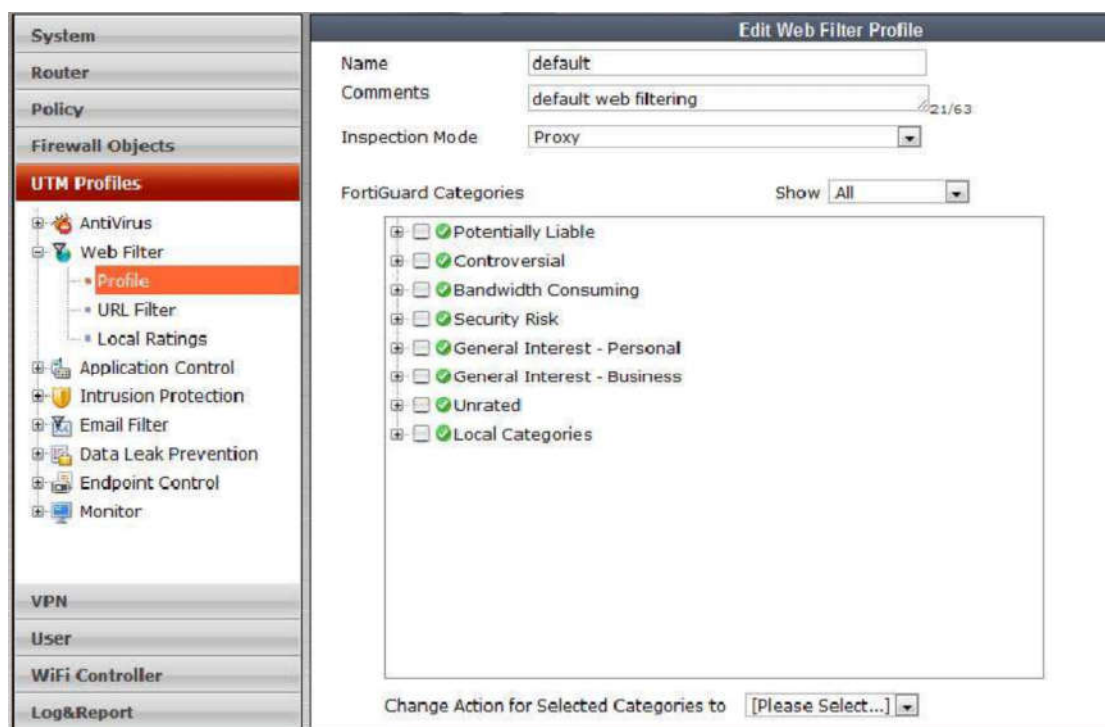 System
Router
Policy
Firewall Objects
UTM Profiles
AntiVirus
Web Filter
Profile
URL Filter
Local Ratings
Application Control
Intrusion Protection
Email Filter
Data Leak Prevention
Endpoint Control
Monitor
VPN
User
WiFi Controller
Log&Report
Edit Web Filter Profile
Name default
Comments default web filtering 21/63
Inspection Mode Proxy
FortiGuard Categories Show All
Potentially Liable
Controversial
Bandwidth Consuming
Security Risk
General Interest - Personal
General Interest - Business
Unrated
Local Categories
Change Action for Selected Categories to [Please Select...]